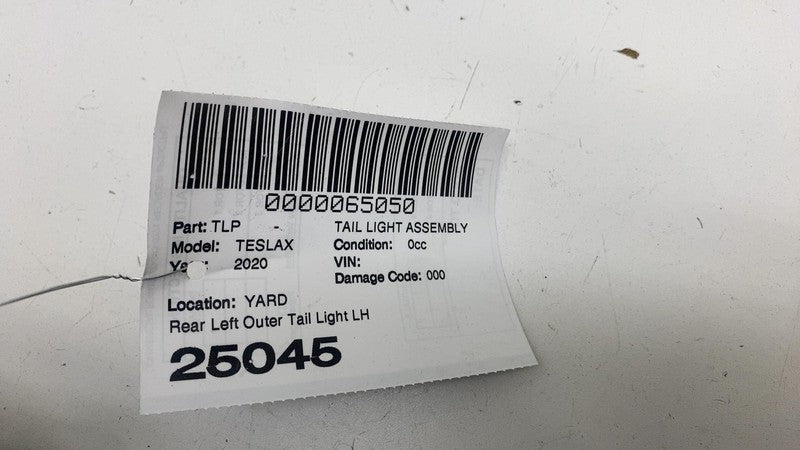 0000065050
Part: TLP - TAIL LIGHT ASSEMBLY
Model: TESLAX Condition: 0cc
2020 VIN:
Damage Code: 000
Location: YARD
Rear Left Outer Tail Light LH
25045